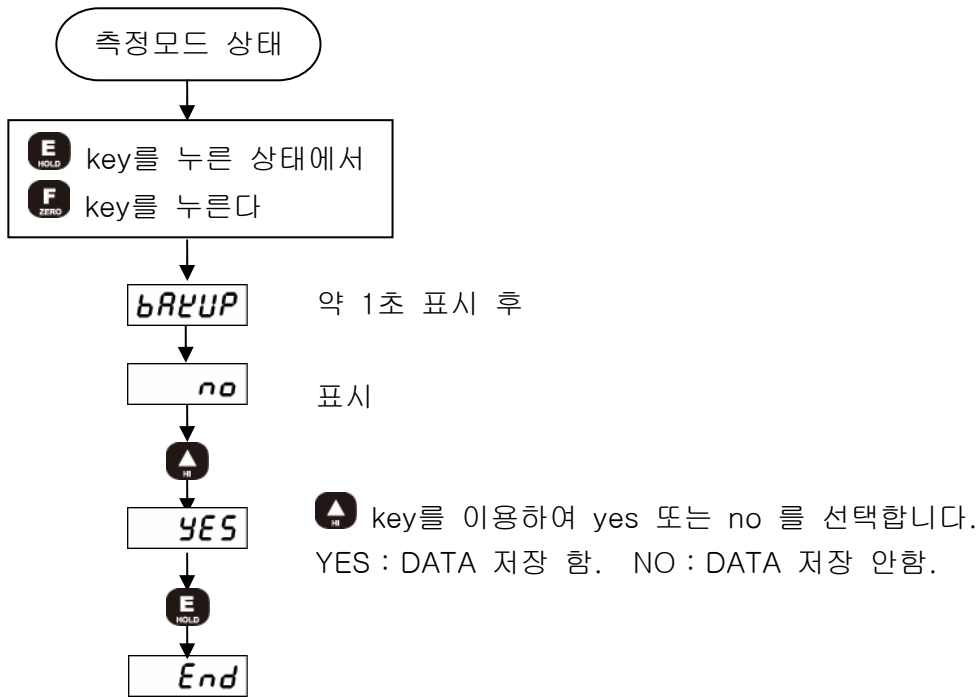 측정모드 상태
E HOLD key를 누른 상태에서
F ZERO key를 누른다
bAKUP 약 1초 표시 후
no 표시
HI
yES HI key를 이용하여 yes 또는 no 를 선택합니다.
YES : DATA 저장 함. NO : DATA 저장 안함.
E HOLD
End